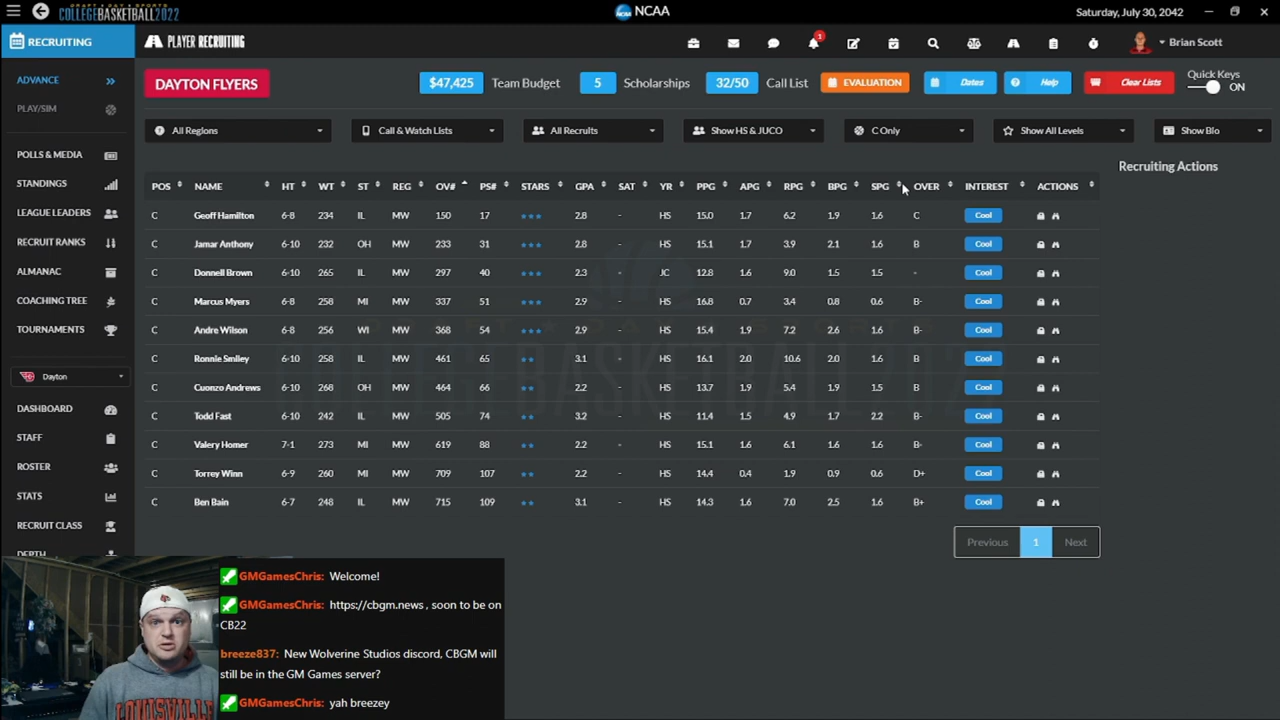 DRAFT DAY SPORTS
COLLEGEBASKETBALL2022
NCAA
Saturday, July 30, 2042
RECRUITING
PLAYER RECRUITING
1
Brian Scott
ADVANCE
PLAY/SIM
POLLS & MEDIA
STANDINGS
LEAGUE LEADERS
RECRUIT RANKS
ALMANAC
COACHING TREE
TOURNAMENTS
Dayton
DASHBOARD
STAFF
ROSTER
STATS
RECRUIT CLASS
DEPTH
DAYTON FLYERS
$47,425 Team Budget 5 Scholarships 32/50 Call List EVALUATION Dates Help Clear Lists Quick Keys ON
All Regions Call & Watch Lists All Recruits Show HS & JUCO C Only Show All Levels Show Bio
Recruiting Actions
POS NAME HT WT ST REG OV# PS# STARS GPA SAT YR PPG APG RPG BPG SPG OVER INTEREST ACTIONS
C Geoff Hamilton 6-8 234 IL MW 150 17 ★★★ 2.8 - HS 15.0 1.7 6.2 1.9 1.6 C Cool
C Jamar Anthony 6-10 232 OH MW 233 31 ★★★ 2.8 - HS 15.1 1.7 3.9 2.1 1.6 B Cool
C Donnell Brown 6-10 265 IL MW 297 40 ★★★ 2.3 - JC 12.8 1.6 9.0 1.5 1.5 - Cool
C Marcus Myers 6-8 258 MI MW 337 51 ★★★ 2.9 - HS 16.8 0.7 3.4 0.8 0.6 B- Cool
C Andre Wilson 6-8 256 WI MW 368 54 ★★★ 2.9 - HS 15.4 1.9 7.2 2.6 1.6 B- Cool
C Ronnie Smiley 6-10 258 IL MW 461 65 ★★ 3.1 - HS 16.1 2.0 10.6 2.0 1.6 B Cool
C Cuonzo Andrews 6-10 268 OH MW 464 66 ★★ 2.2 - HS 13.7 1.9 5.4 1.9 1.5 B Cool
C Todd Fast 6-10 242 IL MW 505 74 ★★ 3.2 - HS 11.4 1.5 4.9 1.7 2.2 B- Cool
C Valery Homer 7-1 273 MI MW 619 88 ★★ 2.2 - HS 15.1 1.6 6.1 1.6 1.6 B- Cool
C Torrey Winn 6-9 260 MI MW 709 107 ★★ 2.2 - HS 14.4 0.4 1.9 0.9 0.6 D+ Cool
C Ben Bain 6-7 248 IL MW 715 109 ★★ 3.1 - HS 14.3 1.6 7.0 2.5 1.6 B+ Cool
Previous 1 Next
GMGamesChris: Welcome!
GMGamesChris: https://cbgm.news , soon to be on
CB22
breeze837: New Wolverine Studios discord, CBGM will
still be in the GM Games server?
GMGamesChris: yah breezey
LOUISVILLE